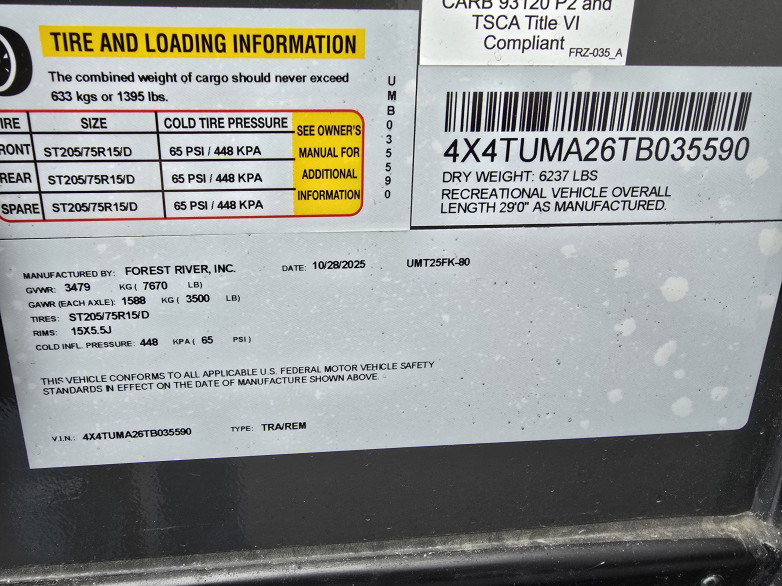 CARB 93120 P2 and
TSCA Title VI
Compliant
FRZ-035_A
TIRE AND LOADING INFORMATION
The combined weight of cargo should never exceed
633 kgs or 1395 lbs.
SIZE COLD TIRE PRESSURE SEE OWNER'S
ST205/75R15/D 65 PSI / 448 KPA MANUAL FOR
REAR ST205/75R15/D 65 PSI / 448 KPA ADDITIONAL
SPARE ST205/75R15/D 65 PSI / 448 KPA INFORMATION
UMB035590
4X4TUMA26TB035590
DRY WEIGHT: 6237 LBS
RECREATIONAL VEHICLE OVERALL
LENGTH 29'0" AS MANUFACTURED.
MANUFACTURED BY: FOREST RIVER, INC. DATE: 10/28/2025 UMT25FK-80
GVWR: 3479 KG ( 7670 LB)
GAWR (EACH AXLE): 1588 KG ( 3500 LB)
TIRES: ST205/75R15/D
RIMS: 15X5.5J
COLD INFL. PRESSURE: 448 KPA ( 65 PSI )
THIS VEHICLE CONFORMS TO ALL APPLICABLE U.S. FEDERAL MOTOR VEHICLE SAFETY
STANDARDS IN EFFECT ON THE DATE OF MANUFACTURE SHOWN ABOVE.
V.I.N.: 4X4TUMA26TB035590 TYPE: TRA/REM